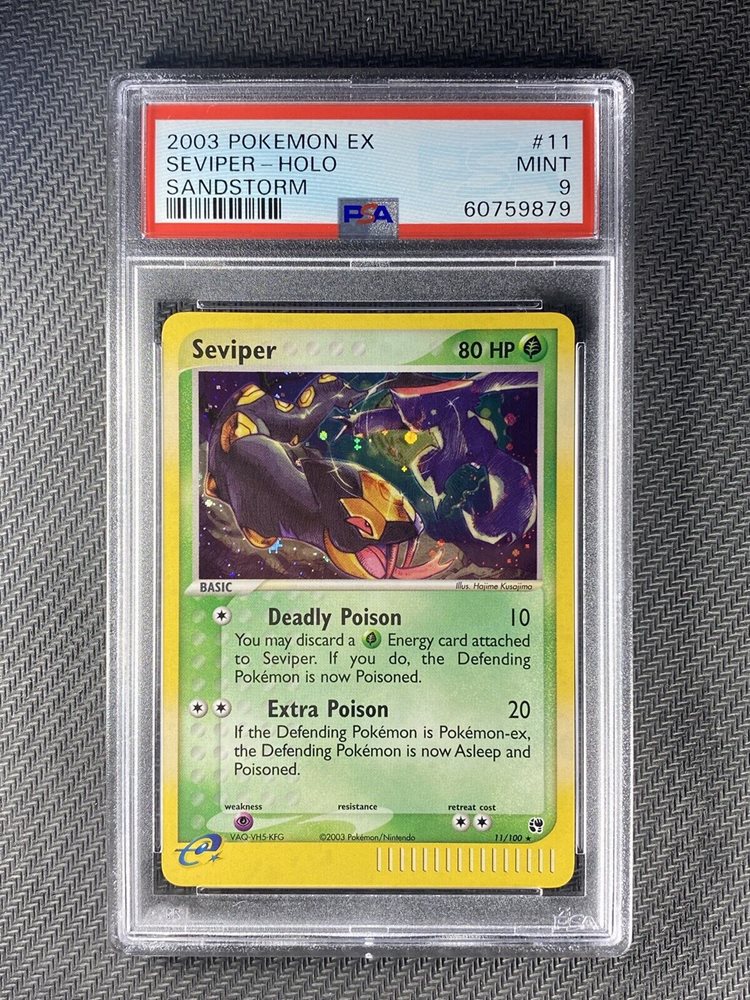 2003 POKEMON EX #11
SEVIPER - HOLO MINT
SANDSTORM 9
PSA 60759879
Seviper 80 HP
BASIC Illus. Hajime Kusajima
Deadly Poison 10
You may discard a Energy card attached
to Seviper. If you do, the Defending
Pokémon is now Poisoned.
Extra Poison 20
If the Defending Pokémon is Pokémon-ex,
the Defending Pokémon is now Asleep and
Poisoned.
weakness resistance retreat cost
VAQ-VH5-KFG ©2003 Pokémon/Nintendo 11/100 ★
e
PSA